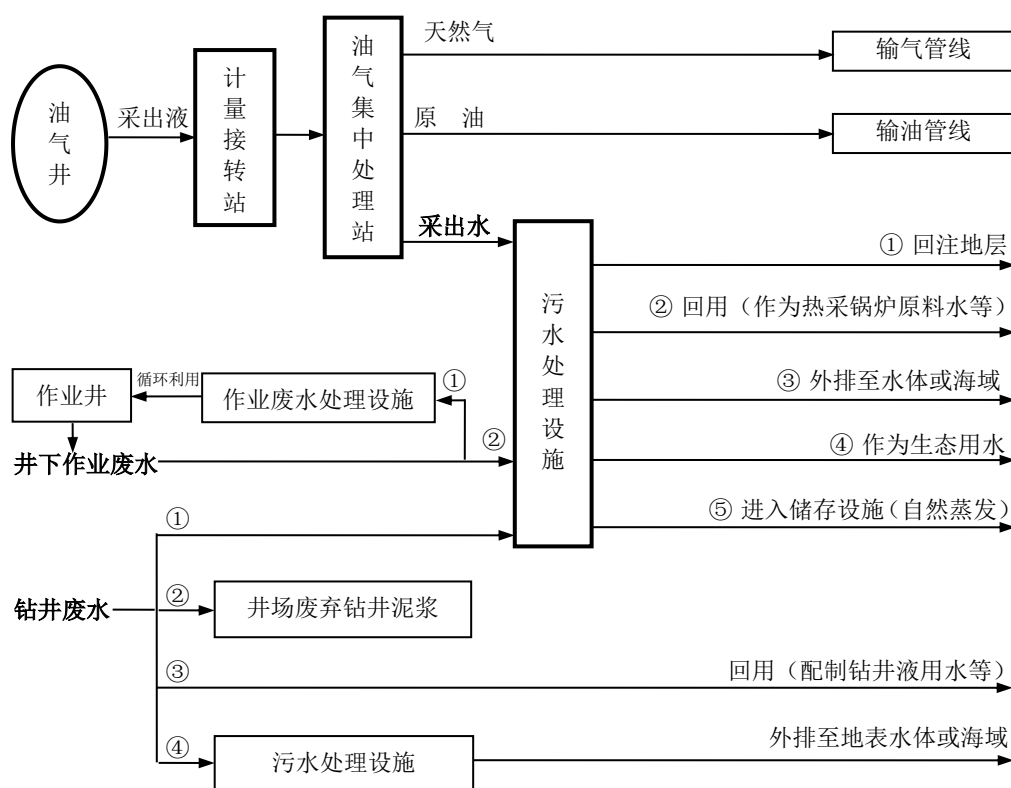 天然气
输气管线
油气井
采出液
计量接转站
油气集中处理站
原 油
输油管线
采出水
污水处理设施
① 回注地层
② 回用（作为热采锅炉原料水等）
③ 外排至水体或海域
④ 作为生态用水
⑤ 进入储存设施（自然蒸发）
作业井
循环利用
作业废水处理设施
①
井下作业废水
②
钻井废水
①
②
井场废弃钻井泥浆
③
回用（配制钻井液用水等）
④
污水处理设施
外排至地表水体或海域